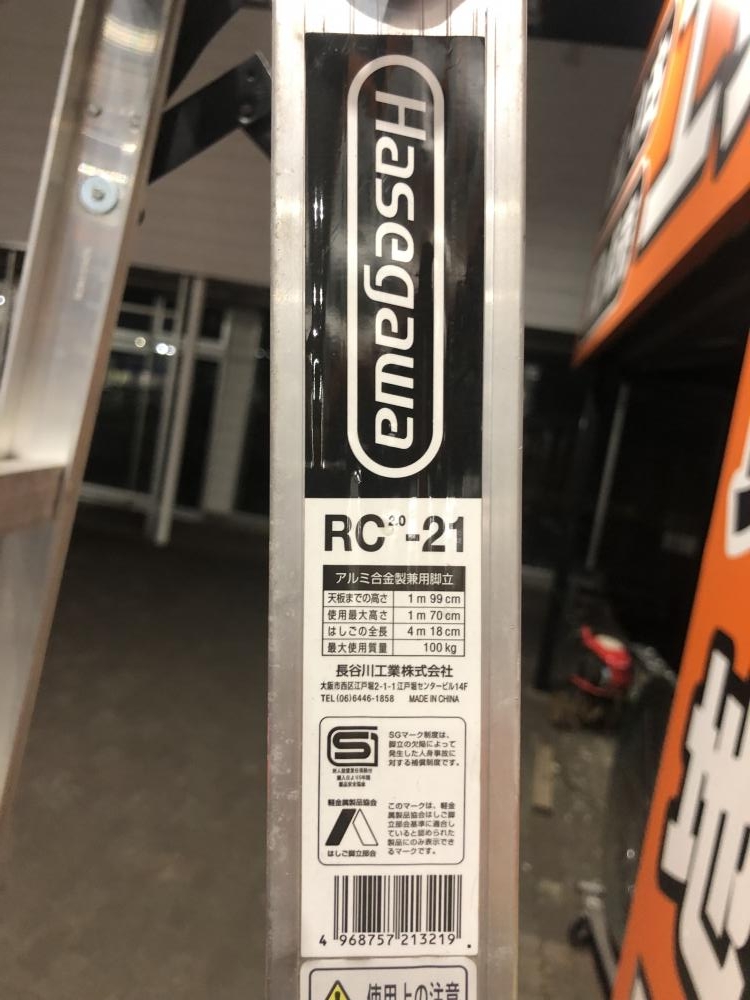 Hasegawa
RC2.0-21
アルミ合金製兼用脚立
天板までの高さ 1m 99cm
使用最大高さ 1m 70cm
はしごの全長 4m 18cm
最大使用質量 100kg
長谷川工業株式会社
大阪市西区江戸堀2-1-1江戸堀センタービル14F
TEL(06)6446-1858 MADE IN CHINA
SGマーク制度は、
脚立の欠陥によって
発生した人身事故に
対する補償制度です。
軽金属製品協会
はしご脚立部会
このマークは、軽金
属製品協会はしご脚
立部会基準に適合し
ていると認められた
製品にのみ表示でき
るマークです。
4 968757 213219
使用上の注意